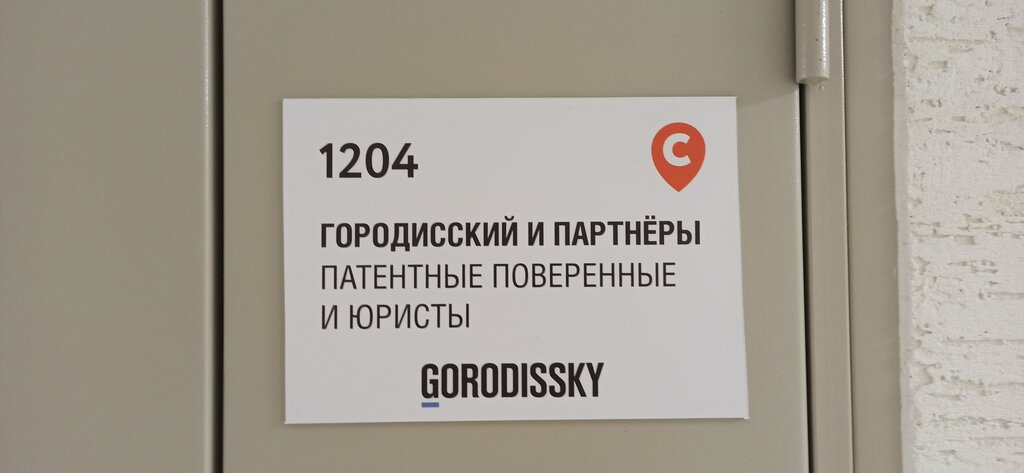 1204
С
ГОРОДИССКИЙ И ПАРТНЁРЫ
ПАТЕНТНЫЕ ПОВЕРЕННЫЕ
И ЮРИСТЫ
GORODISSKY